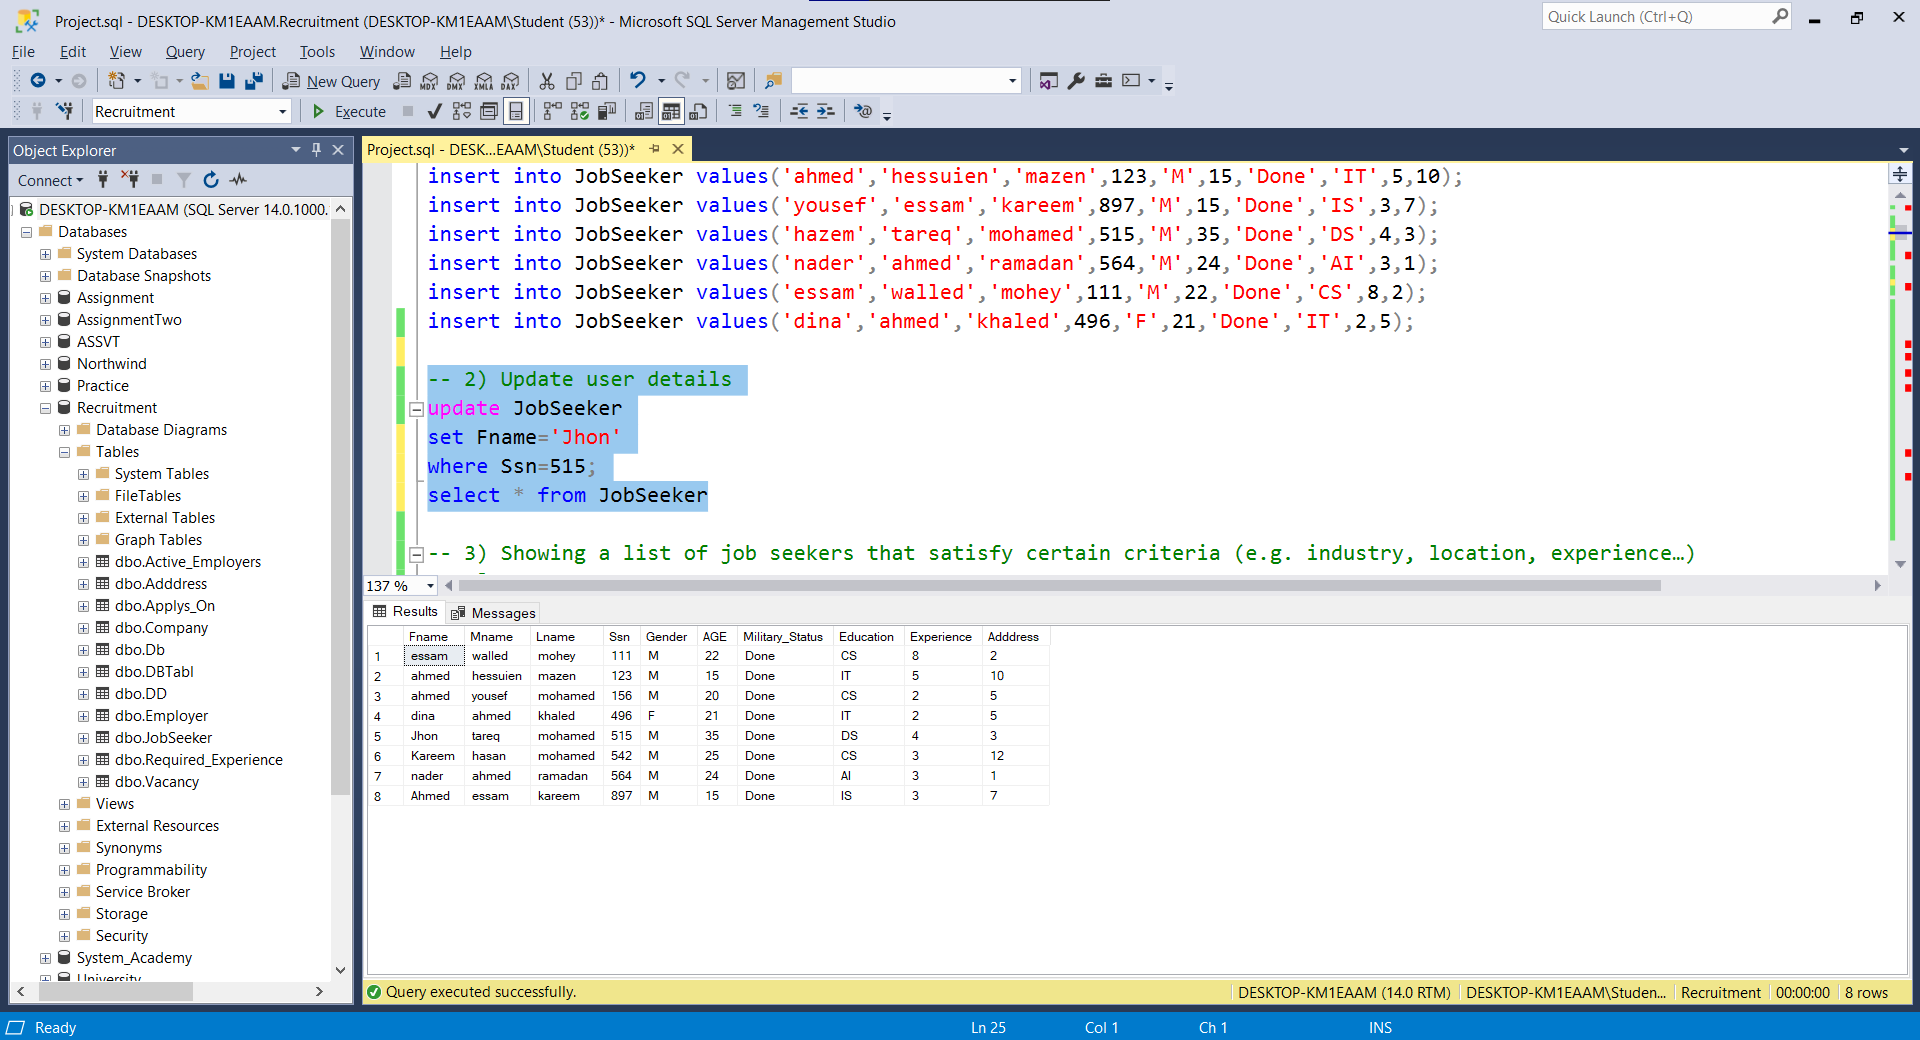 Project.sql - DESKTOP-KM1EAAM.Recruitment (DESKTOP-KM1EAAM\Student (53))* - Microsoft SQL Server Management Studio
Quick Launch (Ctrl+Q)
File Edit View Query Project Tools Window Help
New Query MDX DMX XMLA DAX
Recruitment Execute
Object Explorer
Connect
DESKTOP-KM1EAAM (SQL Server 14.0.1000.
Databases
System Databases
Database Snapshots
Assignment
AssignmentTwo
ASSVT
Northwind
Practice
Recruitment
Database Diagrams
Tables
System Tables
FileTables
External Tables
Graph Tables
dbo.Active_Employers
dbo.Adddress
dbo.Applys_On
dbo.Company
dbo.Db
dbo.DBTabl
dbo.DD
dbo.Employer
dbo.JobSeeker
dbo.Required_Experience
dbo.Vacancy
Views
External Resources
Synonyms
Programmability
Service Broker
Storage
Security
System_Academy
University
Project.sql - DESK...EAAM\Student (53))*
insert into JobSeeker values('ahmed','hessuien','mazen',123,'M',15,'Done','IT',5,10);
insert into JobSeeker values('yousef','essam','kareem',897,'M',15,'Done','IS',3,7);
insert into JobSeeker values('hazem','tareq','mohamed',515,'M',35,'Done','DS',4,3);
insert into JobSeeker values('nader','ahmed','ramadan',564,'M',24,'Done','AI',3,1);
insert into JobSeeker values('essam','walled','mohey',111,'M',22,'Done','CS',8,2);
insert into JobSeeker values('dina','ahmed','khaled',496,'F',21,'Done','IT',2,5);
-- 2) Update user details
update JobSeeker
set Fname='Jhon'
where Ssn=515;
select * from JobSeeker
-- 3) Showing a list of job seekers that satisfy certain criteria (e.g. industry, location, experience…)
137 %
Results Messages
Fname Mname Lname Ssn Gender AGE Military_Status Education Experience Adddress
1 essam walled mohey 111 M 22 Done CS 8 2
2 ahmed hessuien mazen 123 M 15 Done IT 5 10
3 ahmed yousef mohamed 156 M 20 Done CS 2 5
4 dina ahmed khaled 496 F 21 Done IT 2 5
5 Jhon tareq mohamed 515 M 35 Done DS 4 3
6 Kareem hasan mohamed 542 M 25 Done CS 3 12
7 nader ahmed ramadan 564 M 24 Done AI 3 1
8 Ahmed essam kareem 897 M 15 Done IS 3 7
Query executed successfully. DESKTOP-KM1EAAM (14.0 RTM) DESKTOP-KM1EAAM\Studen... Recruitment 00:00:00 8 rows
Ready Ln 25 Col 1 Ch 1 INS